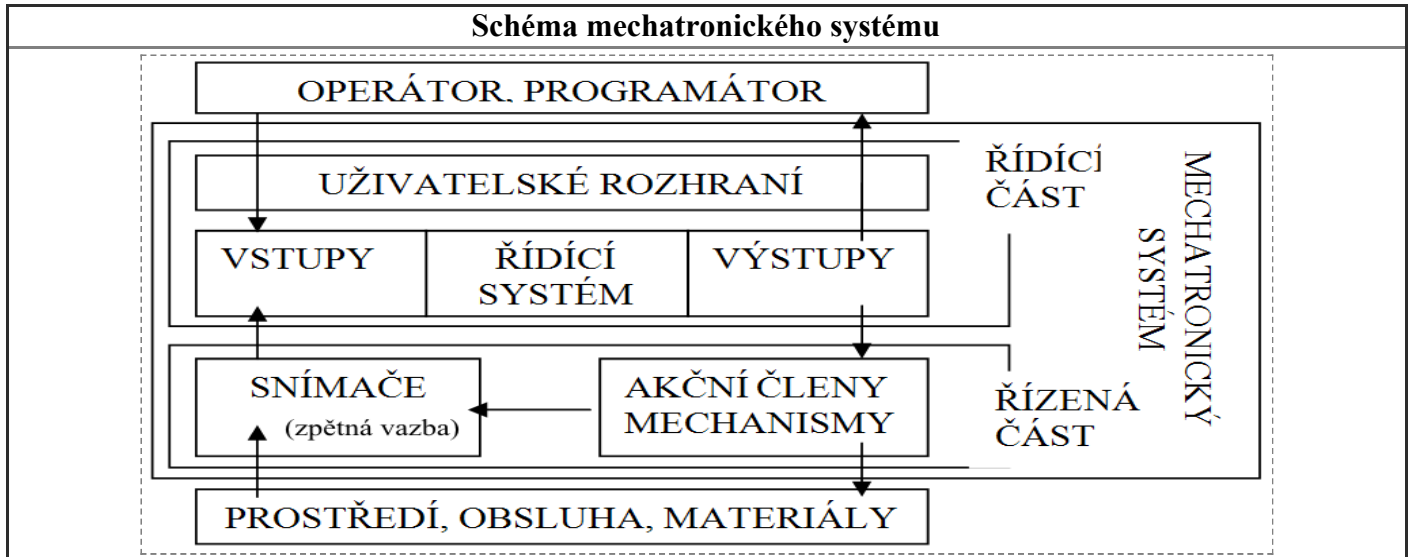 Schéma mechatronického systému
OPERÁTOR, PROGRAMÁTOR
UŽIVATELSKÉ ROZHRANÍ
ŘÍDÍCÍ
ČÁST
VSTUPY
ŘÍDÍCÍ
SYSTÉM
VÝSTUPY
MECHATRONICKÝ
SYSTÉM
SNÍMAČE
(zpětná vazba)
AKČNÍ ČLENY
MECHANISMY
ŘÍZENÁ
ČÁST
PROSTŘEDÍ, OBSLUHA, MATERIÁLY